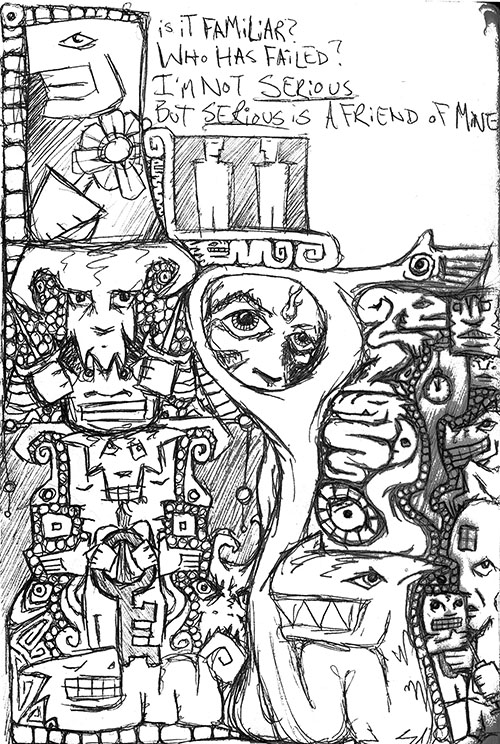 is iT FAMiLiAR?
WHO HAS FAiLED?
I'M NOT SERiOUS
BUT SERiOUS iS A FRiEND OF MiNE